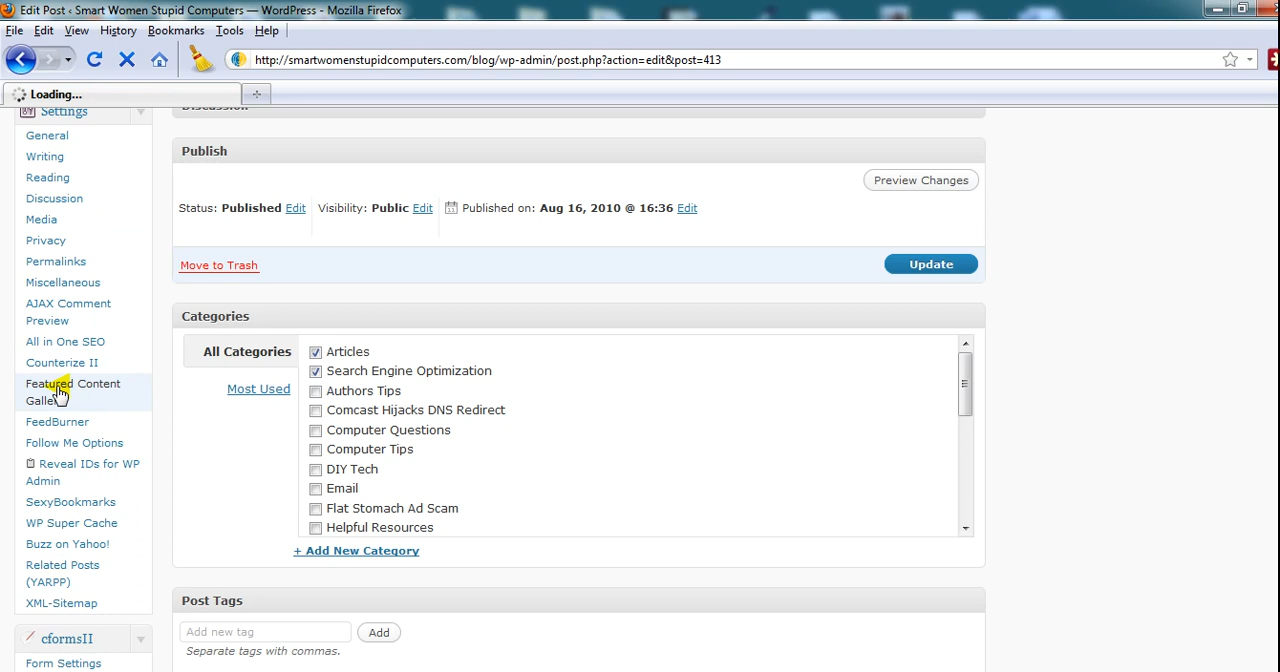 Edit Post ‹ Smart Women Stupid Computers — WordPress - Mozilla Firefox
File Edit View History Bookmarks Tools Help
http://smartwomenstupidcomputers.com/blog/wp-admin/post.php?action=edit&post=413
Loading...
Settings
General
Writing
Reading
Discussion
Media
Privacy
Permalinks
Miscellaneous
AJAX Comment
Preview
All in One SEO
Counterize II
Featured Content
Gallery
FeedBurner
Follow Me Options
Reveal IDs for WP
Admin
SexyBookmarks
WP Super Cache
Buzz on Yahoo!
Related Posts
(YARPP)
XML-Sitemap
cformsII
Form Settings
Discussion
Publish
Preview Changes
Status: Published Edit Visibility: Public Edit Published on: Aug 16, 2010 @ 16:36 Edit
Move to Trash Update
Categories
All Categories
Most Used
Articles
Search Engine Optimization
Authors Tips
Comcast Hijacks DNS Redirect
Computer Questions
Computer Tips
DIY Tech
Email
Flat Stomach Ad Scam
Helpful Resources
+ Add New Category
Post Tags
Add new tag Add
Separate tags with commas.